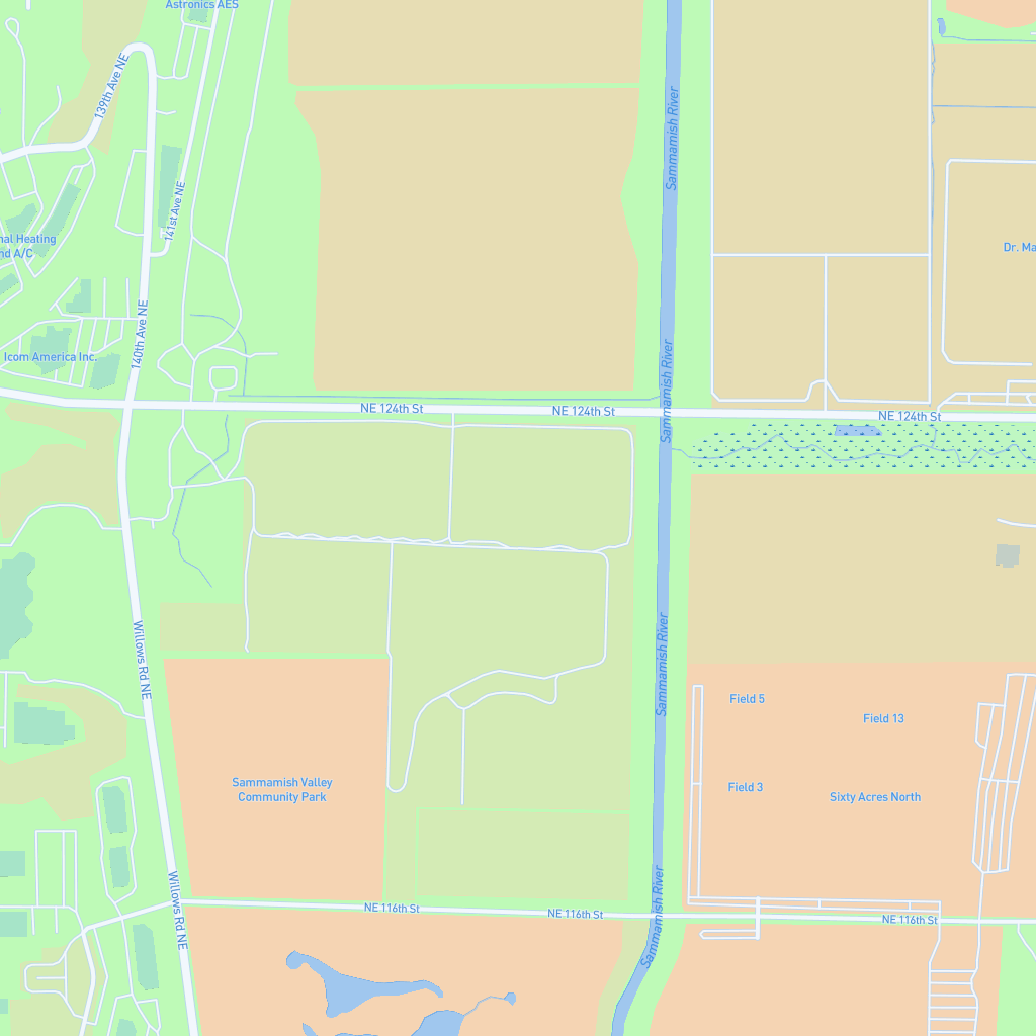 Astronics AES
139th Ave NE
Sammamish River
141st Ave NE
nal Heating
nd A/C
Dr. Ma
140th Ave NE
Icom America Inc.
Sammamish River
NE 124th St
NE 124th St
NE 124th St
Willows Rd NE
Sammamish River
Field 5
Field 13
Sammamish Valley
Community Park
Field 3
Sixty Acres North
Willows Rd NE
Sammamish River
NE 116th St
NE 116th St
NE 116th St